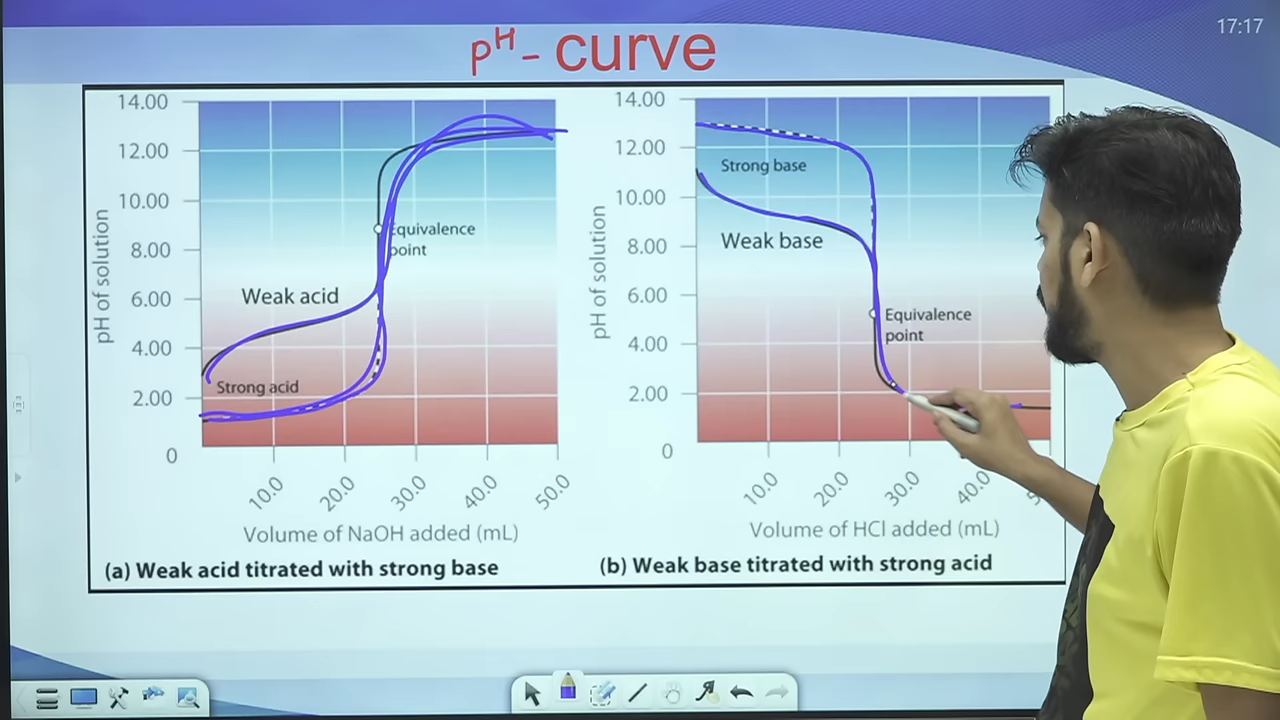 17:17
pH - curve
14.00
12.00
10.00
8.00
6.00
4.00
2.00
0
pH of solution
Weak acid
Strong acid
Equivalence
point
10.0
20.0
30.0
40.0
50.0
Volume of NaOH added (mL)
(a) Weak acid titrated with strong base
14.00
12.00
10.00
8.00
6.00
4.00
2.00
0
pH of solution
Strong base
Weak base
Equivalence
point
10.0
20.0
30.0
40.0
Volume of HCl added (mL)
(b) Weak base titrated with strong acid